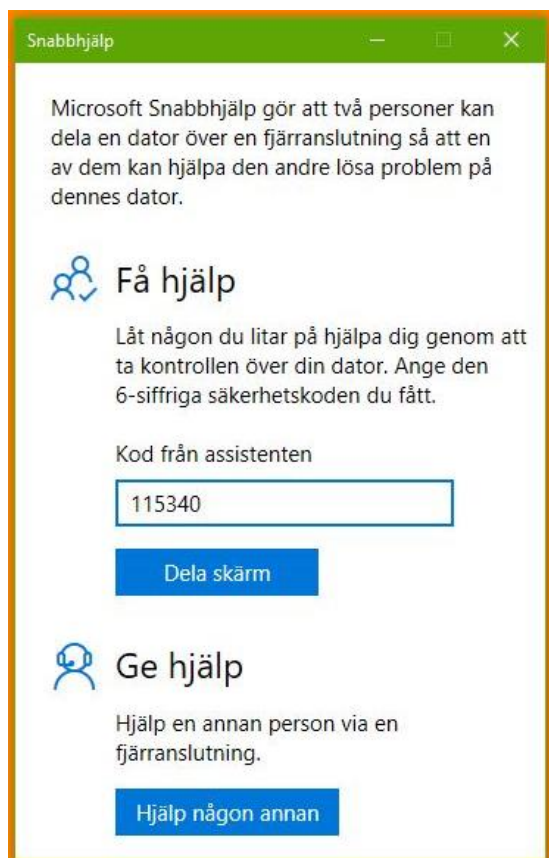 Snabbhjälp
Microsoft Snabbhjälp gör att två personer kan
dela en dator över en fjärranslutning så att en
av dem kan hjälpa den andre lösa problem på
dennes dator.
Få hjälp
Låt någon du litar på hjälpa dig genom att
ta kontrollen över din dator. Ange den
6-siffriga säkerhetskoden du fått.
Kod från assistenten
115340
Dela skärm
Ge hjälp
Hjälp en annan person via en
fjärranslutning.
Hjälp någon annan